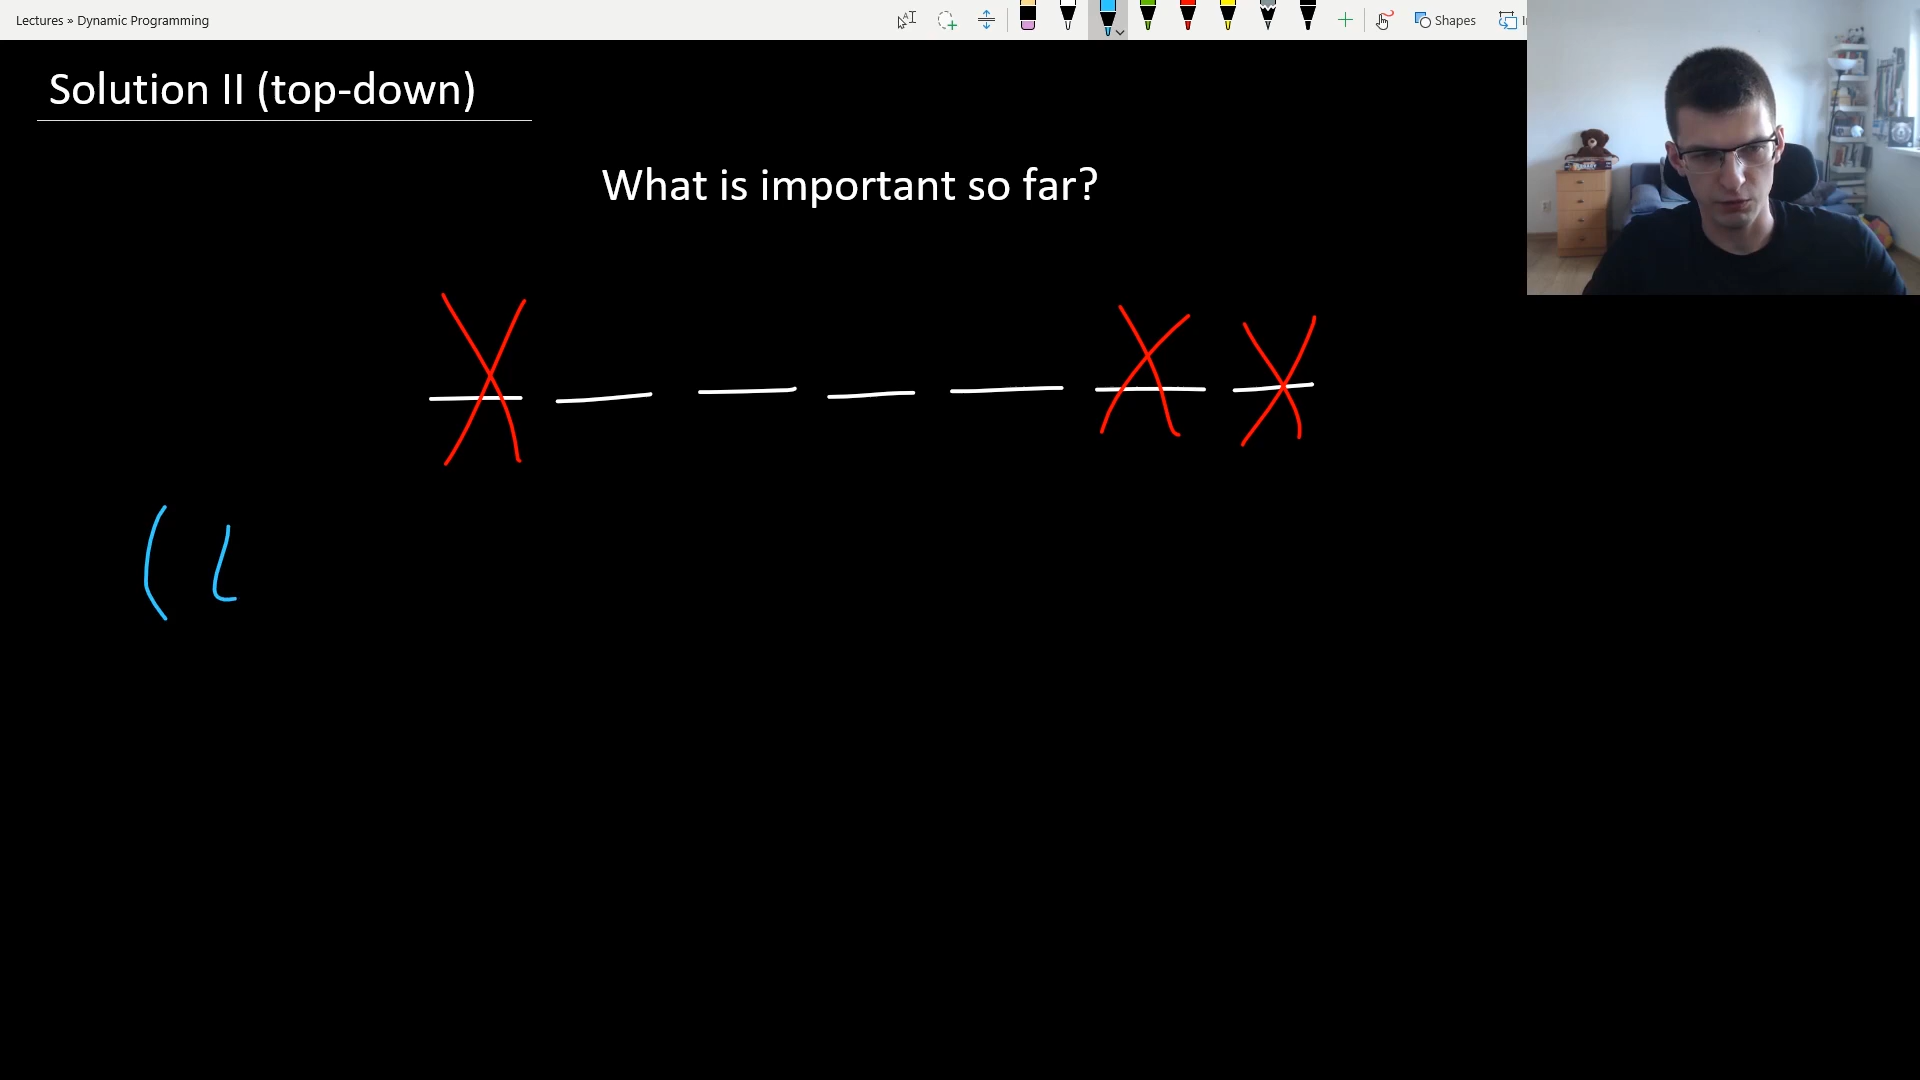 Lectures » Dynamic Programming
Shapes
Solution II (top-down)
What is important so far?
X X X
( L